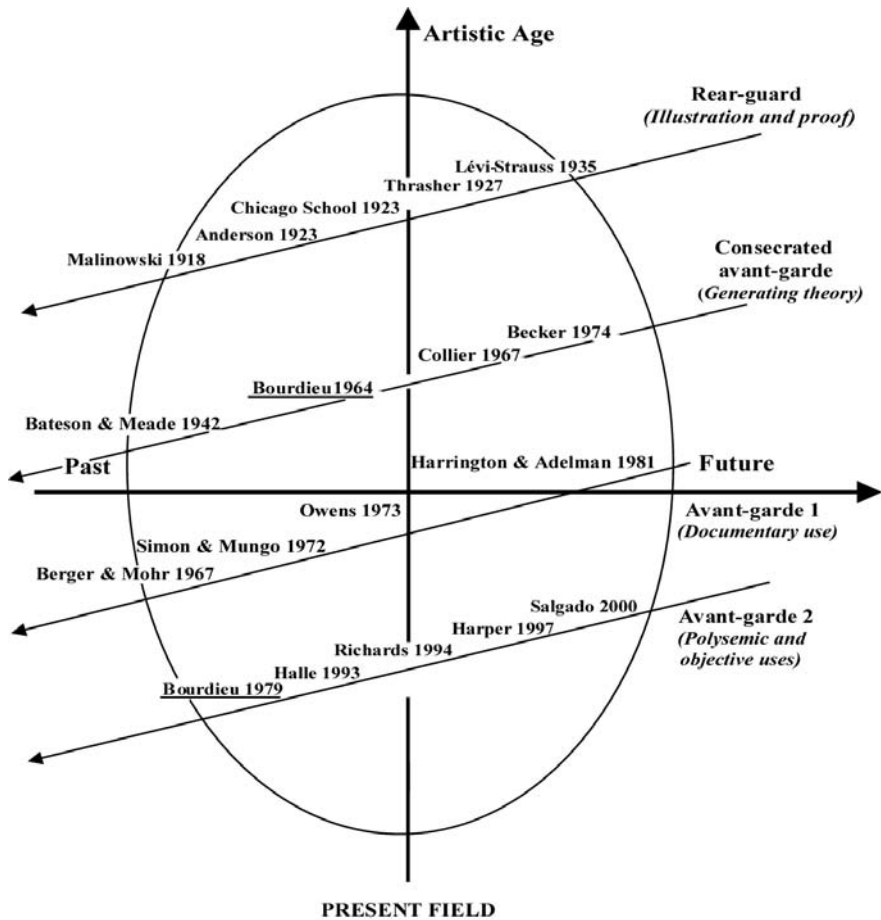 Artistic Age
Rear-guard
(Illustration and proof)
Lévi-Strauss 1935
Thrasher 1927
Chicago School 1923
Anderson 1923
Malinowski 1918
Consecrated
avant-garde
(Generating theory)
Becker 1974
Collier 1967
Bourdieu 1964
Bateson & Meade 1942
Past
Harrington & Adelman 1981
Future
Owens 1973
Avant-garde 1
(Documentary use)
Simon & Mungo 1972
Berger & Mohr 1967
Salgado 2000
Avant-garde 2
(Polysemic and
objective uses)
Harper 1997
Richards 1994
Halle 1993
Bourdieu 1979
PRESENT FIELD